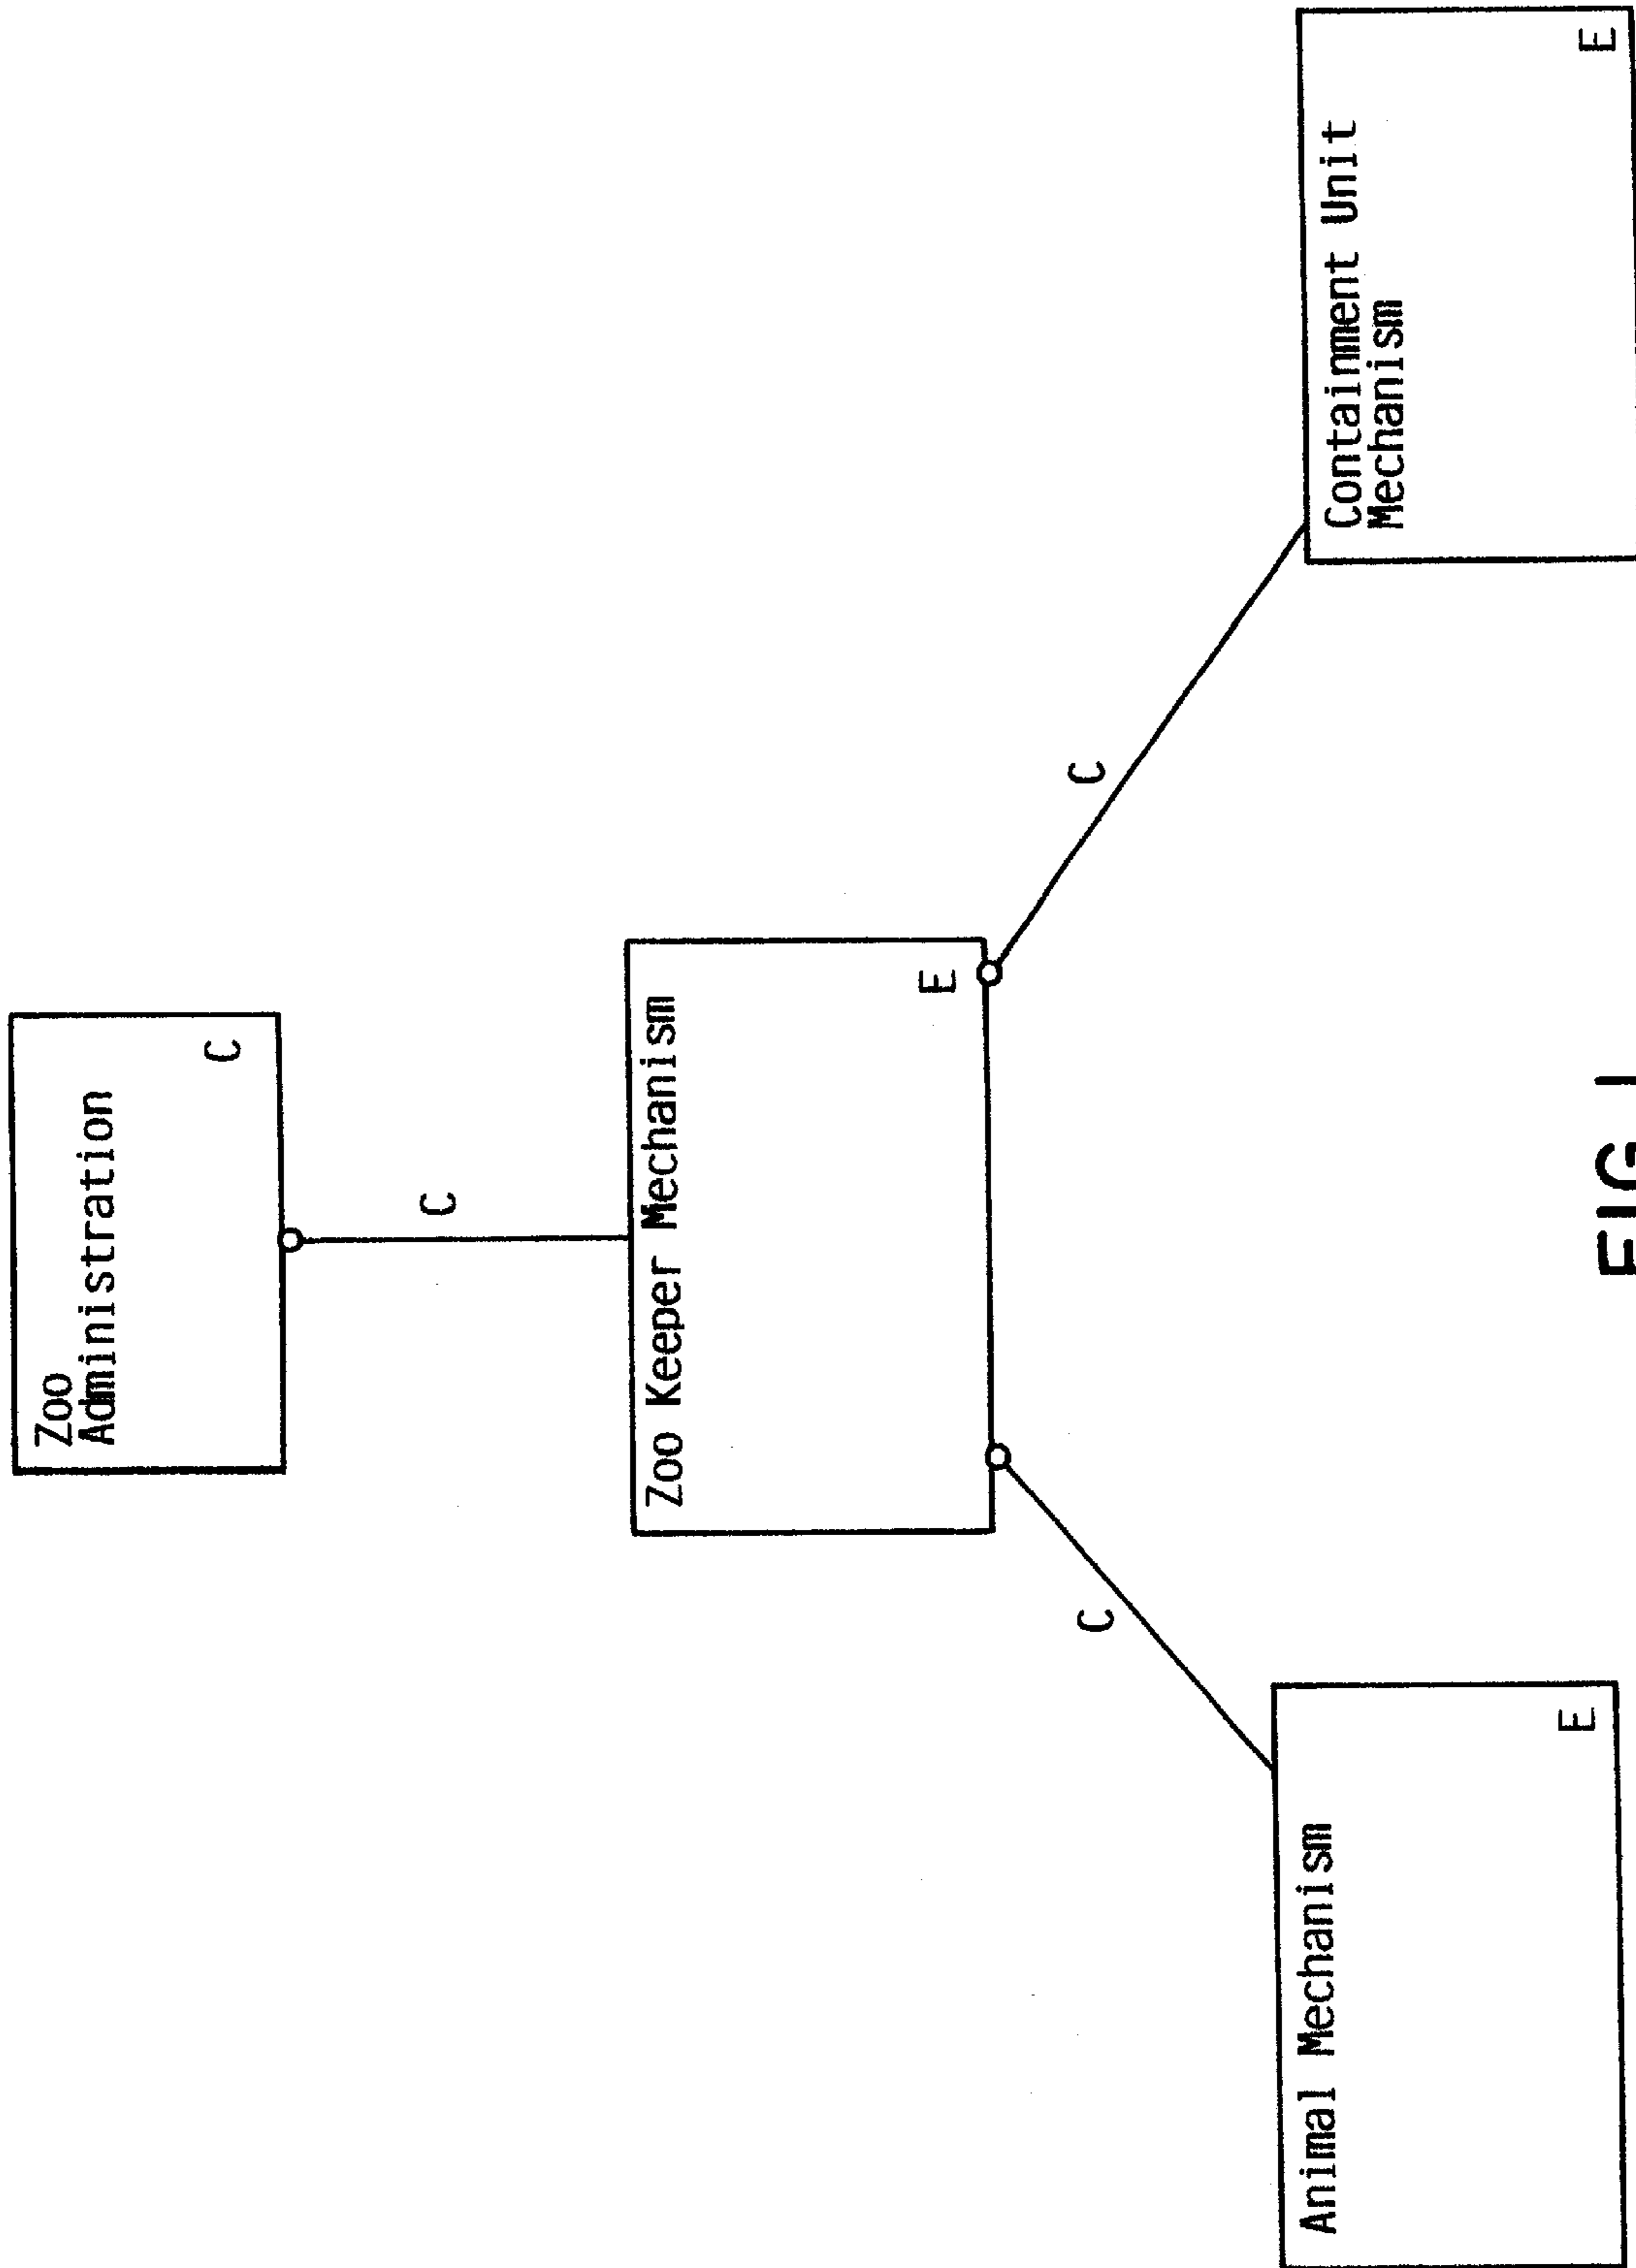 Zoo
Administration
C
C
Zoo Keeper Mechanism
E
C
C
Animal Mechanism
E
Containment Unit
Mechanism
E
FIG. 1